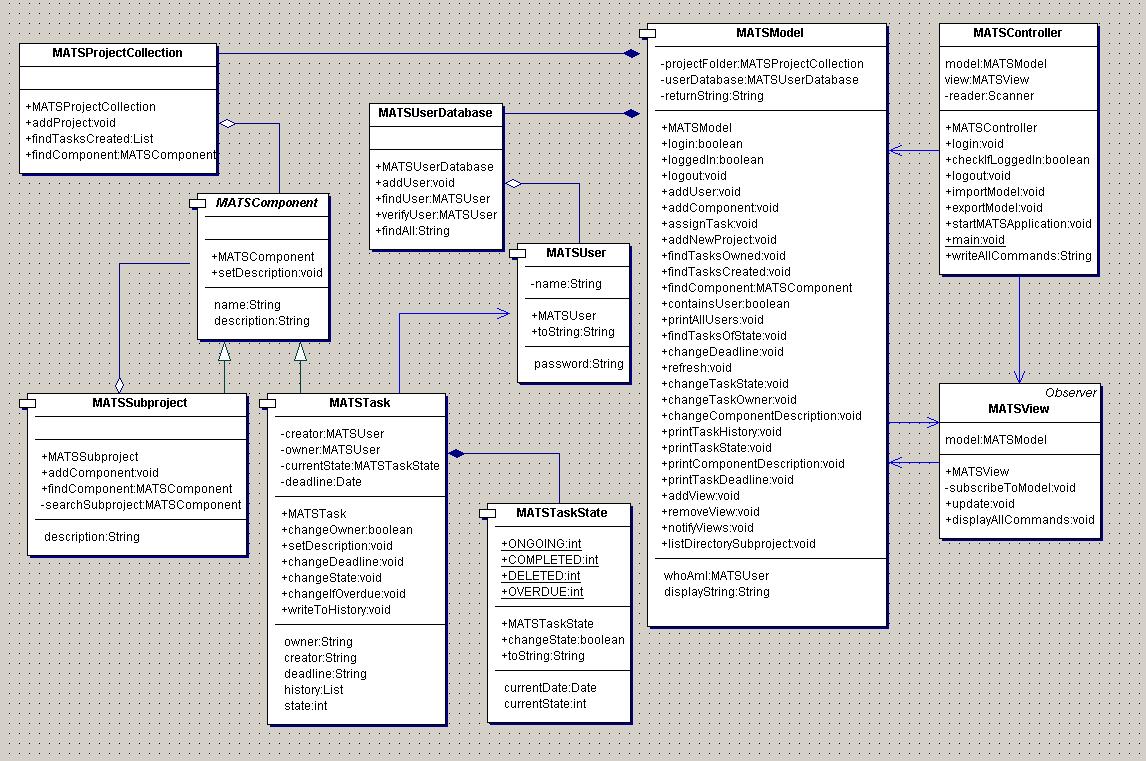 MATSProjectCollection
+MATSProjectCollection
+addProject:void
+findTasksCreated:List
+findComponent:MATSComponent
MATSUserDatabase
+MATSUserDatabase
+addUser:void
+findUser:MATSUser
+verifyUser:MATSUser
+findAll:String
MATSModel
-projectFolder:MATSProjectCollection
-userDatabase:MATSUserDatabase
-returnString:String
+MATSModel
+login:boolean
+loggedIn:boolean
+logout:void
+addUser:void
+addComponent:void
+assignTask:void
+addNewProject:void
+findTasksOwned:void
+findTasksCreated:void
+findComponent:MATSComponent
+containsUser:boolean
+printAllUsers:void
+findTasksOfState:void
+changeDeadline:void
+refresh:void
+changeTaskState:void
+changeTaskOwner:void
+changeComponentDescription:void
+printTaskHistory:void
+printTaskState:void
+printComponentDescription:void
+printTaskDeadline:void
+addView:void
+removeView:void
+notifyViews:void
+listDirectorySubproject:void
whoAmI:MATSUser
displayString:String
MATSController
model:MATSModel
view:MATSView
-reader:Scanner
+MATSController
+login:void
+checkIfLoggedIn:boolean
+logout:void
+importModel:void
+exportModel:void
+startMATSApplication:void
+main:void
+writeAllCommands:String
MATSComponent
+MATSComponent
+setDescription:void
name:String
description:String
MATSUser
-name:String
+MATSUser
+toString:String
password:String
MATSSubproject
+MATSSubproject
+addComponent:void
+findComponent:MATSComponent
-searchSubproject:MATSComponent
description:String
MATSTask
-creator:MATSUser
-owner:MATSUser
-currentState:MATSTaskState
-deadline:Date
+MATSTask
+changeOwner:boolean
+setDescription:void
+changeDeadline:void
+changeState:void
+changeIfOverdue:void
+writeToHistory:void
owner:String
creator:String
deadline:String
history:List
state:int
MATSTaskState
+ONGOING:int
+COMPLETED:int
+DELETED:int
+OVERDUE:int
+MATSTaskState
+changeState:boolean
+toString:String
currentDate:Date
currentState:int
Observer
MATSView
model:MATSModel
+MATSView
-subscribeToModel:void
+update:void
+displayAllCommands:void